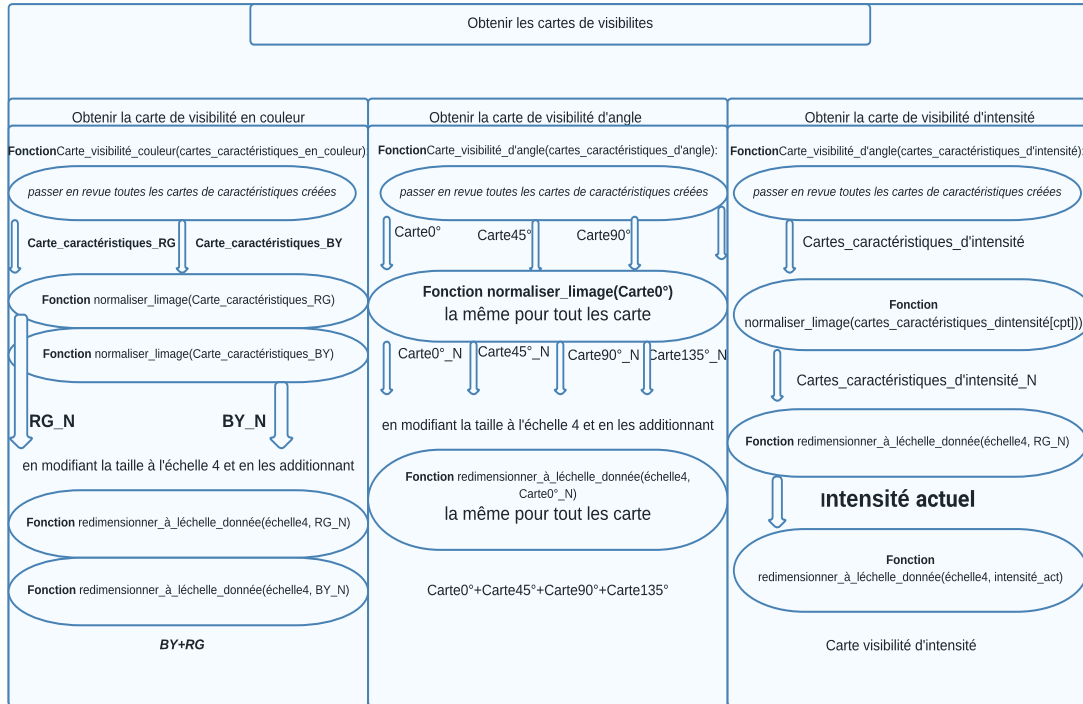 Obtenir les cartes de visibilites
Obtenir la carte de visibilité en couleur
FonctionCarte_visibilité_couleur(cartes_caractéristiques_en_couleur):
passer en revue toutes les cartes de caractéristiques créées
Carte_caractéristiques_RG
Carte_caractéristiques_BY
Fonction normaliser_limage(Carte_caractéristiques_RG)
Fonction normaliser_limage(Carte_caractéristiques_BY)
RG_N
BY_N
en modifiant la taille à l'échelle 4 et en les additionnant
Fonction redimensionner_à_léchelle_donnée(échelle4, RG_N)
Fonction redimensionner_à_léchelle_donnée(échelle4, BY_N)
BY+RG
Obtenir la carte de visibilité d'angle
FonctionCarte_visibilité_d'angle(cartes_caractéristiques_d'angle):
passer en revue toutes les cartes de caractéristiques créées
Carte0°
Carte45°
Carte90°
Fonction normaliser_limage(Carte0°)
la même pour tout les carte
Carte0°_N
Carte45°_N
Carte90°_N
Carte135°_N
en modifiant la taille à l'échelle 4 et en les additionnant
Fonction redimensionner_à_léchelle_donnée(échelle4,
Carte0°_N)
la même pour tout les carte
Carte0°+Carte45°+Carte90°+Carte135°
Obtenir la carte de visibilité d'intensité
FonctionCarte_visibilité_d'angle(cartes_caractéristiques_d'intensité):
passer en revue toutes les cartes de caractéristiques créées
Cartes_caractéristiques_d'intensité
Fonction
normaliser_limage(cartes_caractéristiques_dintensité[cpt]))
Cartes_caractéristiques_d'intensité_N
Fonction redimensionner_à_léchelle_donnée(échelle4, RG_N)
Intensité actuel
Fonction
redimensionner_à_léchelle_donnée(échelle4, intensité_act)
Carte visibilité d'intensité